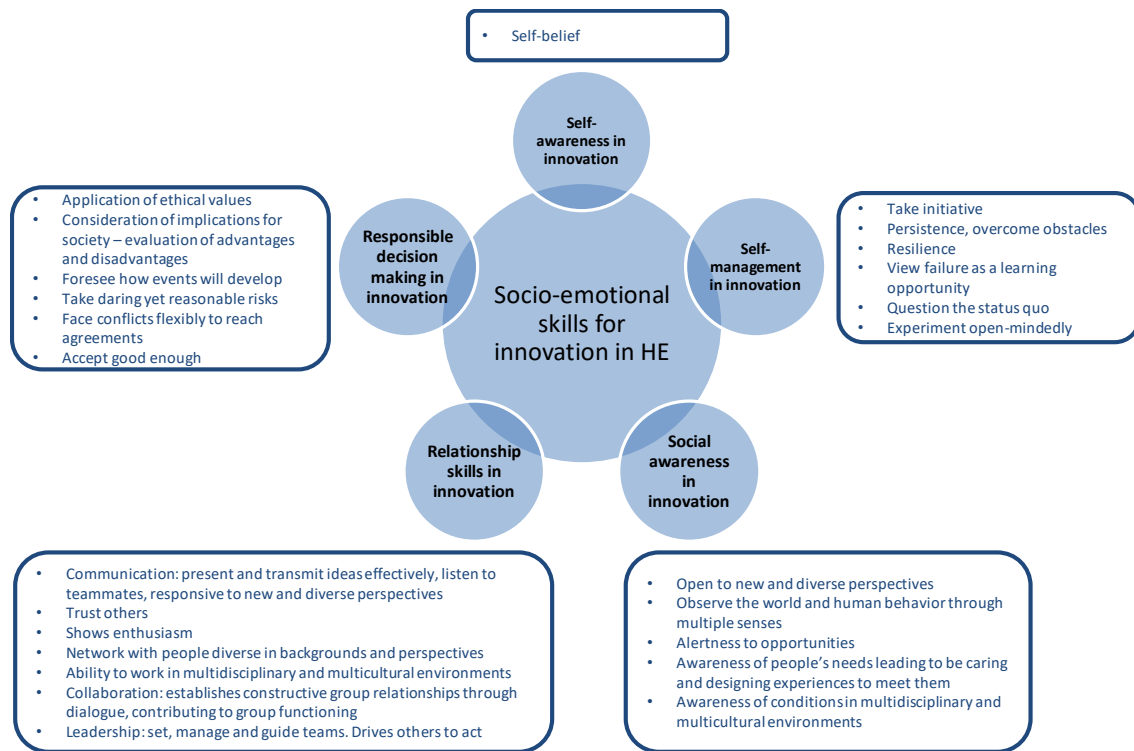 • Self-belief
Self-
awareness in
innovation
• Application of ethical values
• Consideration of implications for
society – evaluation of advantages
and disadvantages
• Foresee how events will develop
• Take daring yet reasonable risks
• Face conflicts flexibly to reach
agreements
• Accept good enough
Responsible
decision
making in
innovation
Socio-emotional
skills for
innovation in HE
Self-
management
in innovation
• Take initiative
• Persistence, overcome obstacles
• Resilience
• View failure as a learning
opportunity
• Question the status quo
• Experiment open-mindedly
Relationship
skills in
innovation
Social
awareness
in
innovation
• Communication: present and transmit ideas effectively, listen to
teammates, responsive to new and diverse perspectives
• Trust others
• Shows enthusiasm
• Network with people diverse in backgrounds and perspectives
• Ability to work in multidisciplinary and multicultural environments
• Collaboration: establishes constructive group relationships through
dialogue, contributing to group functioning
• Leadership: set, manage and guide teams. Drives others to act
• Open to new and diverse perspectives
• Observe the world and human behavior through
multiple senses
• Alertness to opportunities
• Awareness of people's needs leading to be caring
and designing experiences to meet them
• Awareness of conditions in multidisciplinary and
multicultural environments